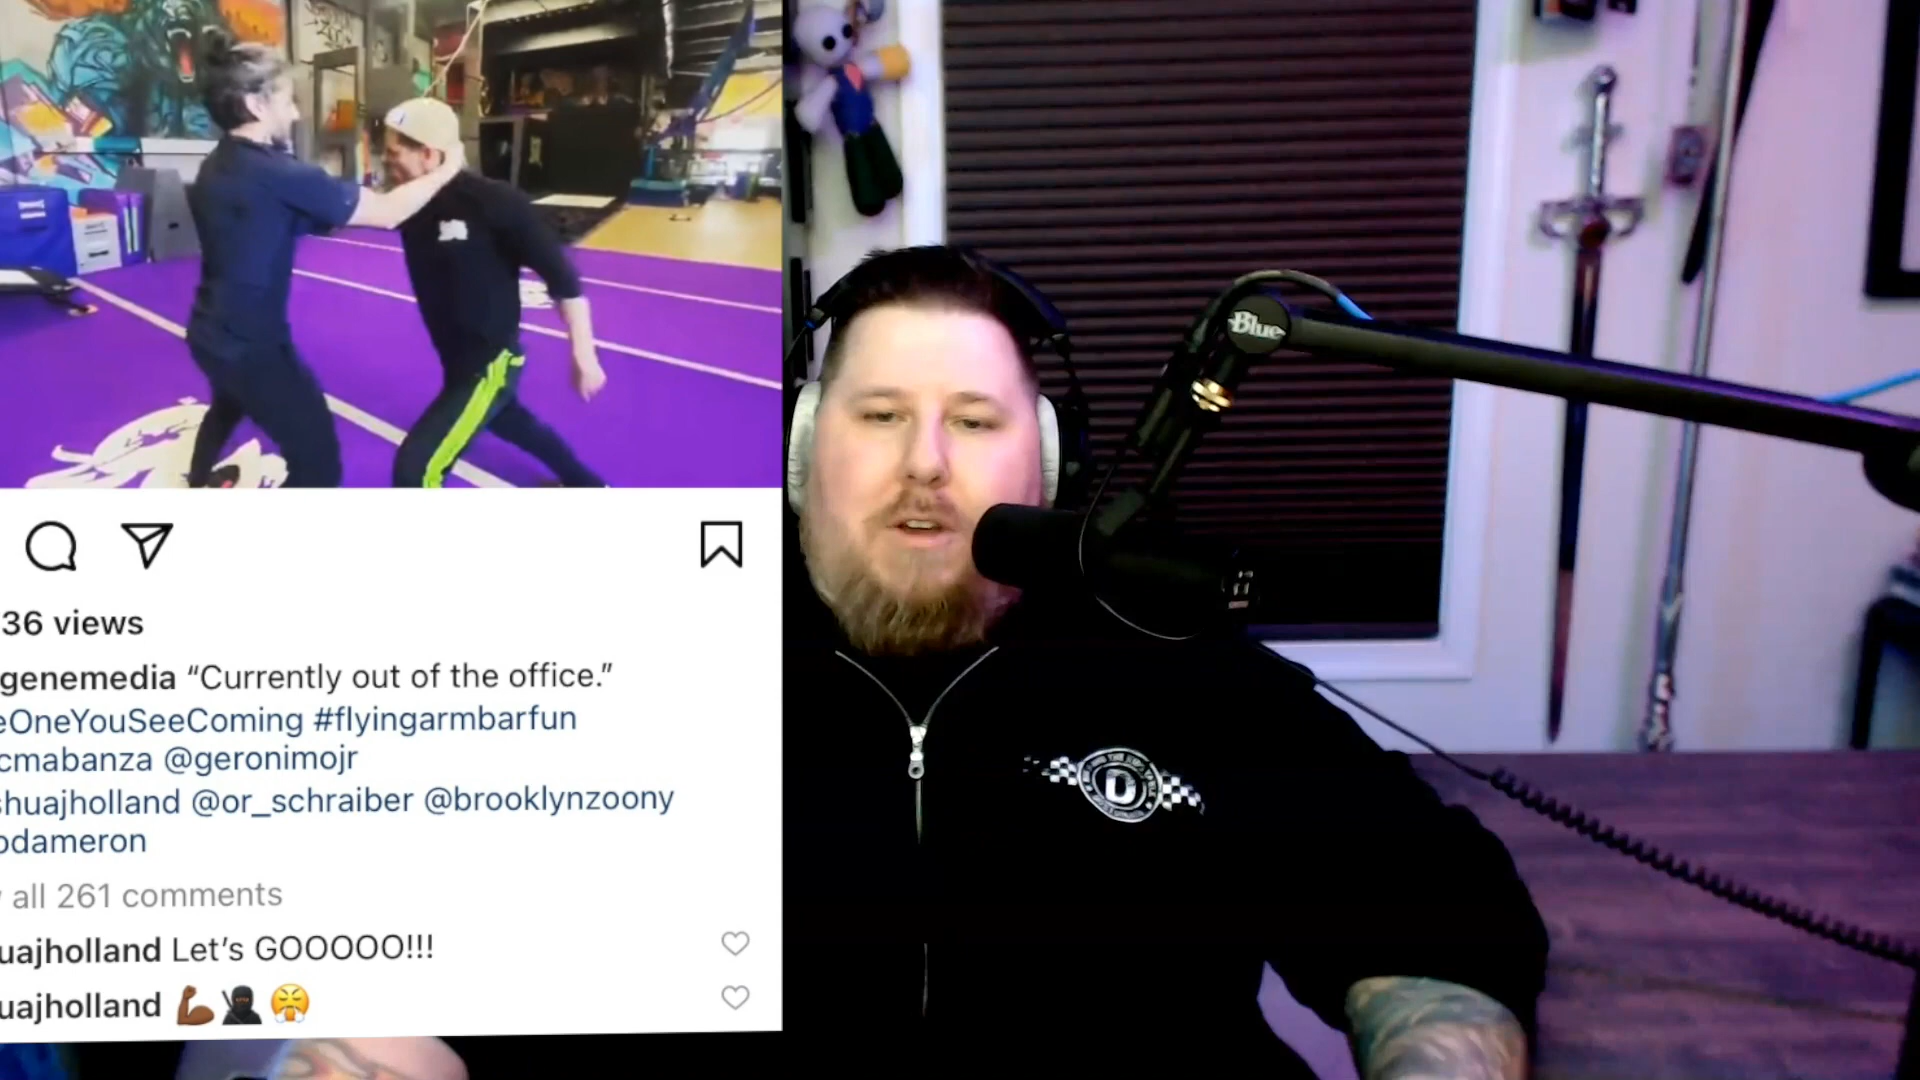 36 views
genemedia “Currently out of the office.”
eOneYouSeeComing #flyingarmbarfun
cmabanza @geronimojr
shuajholland @or_schraiber @brooklynzoony
odameron
all 261 comments
uajholland Let’s GOOOOO!!!
uajholland
Blue
D